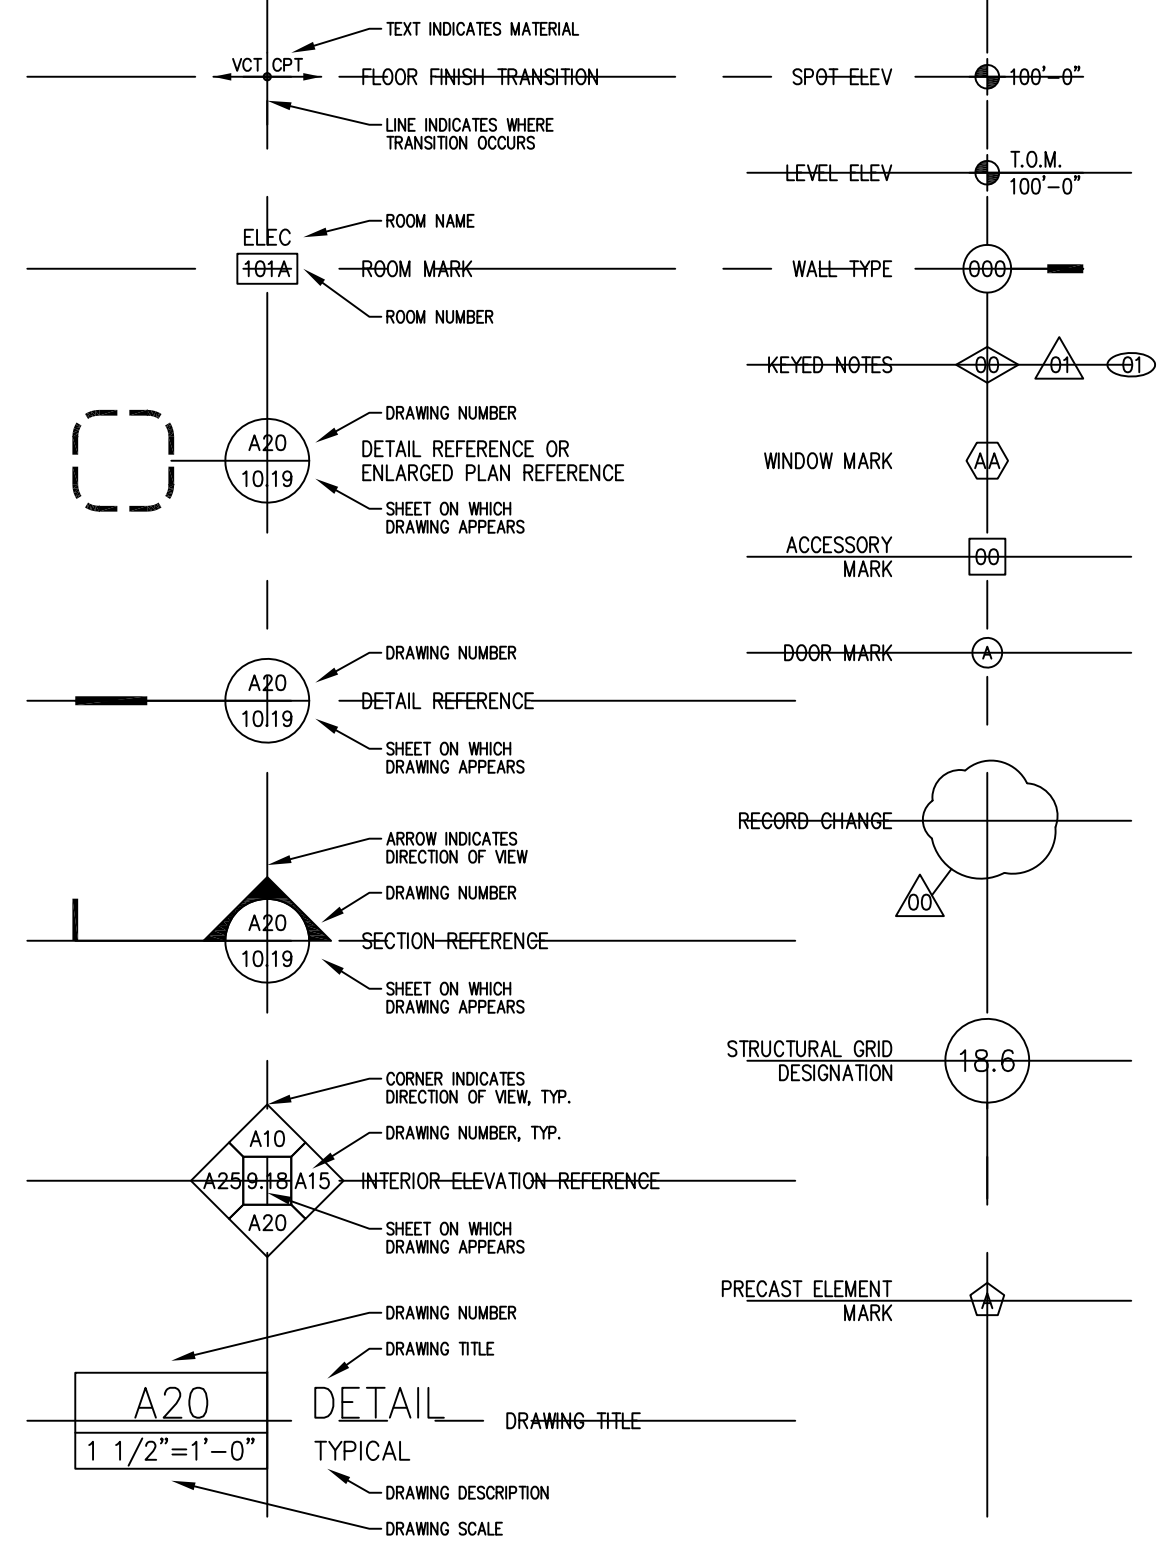 TEXT INDICATES MATERIAL
VCT CPT
FLOOR FINISH TRANSITION
LINE INDICATES WHERE
TRANSITION OCCURS
ROOM NAME
ELEC
101A
ROOM MARK
ROOM NUMBER
DRAWING NUMBER
A20
10.19
DETAIL REFERENCE OR
ENLARGED PLAN REFERENCE
SHEET ON WHICH
DRAWING APPEARS
DRAWING NUMBER
A20
10.19
DETAIL REFERENCE
SHEET ON WHICH
DRAWING APPEARS
ARROW INDICATES
DIRECTION OF VIEW
DRAWING NUMBER
A20
10.19
SECTION REFERENCE
SHEET ON WHICH
DRAWING APPEARS
CORNER INDICATES
DIRECTION OF VIEW, TYP.
DRAWING NUMBER, TYP.
A10
A25 9.18 A15
A20
INTERIOR ELEVATION REFERENCE
SHEET ON WHICH
DRAWING APPEARS
DRAWING NUMBER
DRAWING TITLE
A20
1 1/2"=1'-0"
DETAIL
TYPICAL
DRAWING TITLE
DRAWING DESCRIPTION
DRAWING SCALE
SPOT ELEV
100'-0"
LEVEL ELEV
T.O.M.
100'-0"
WALL TYPE
000
KEYED NOTES
00
01
01
WINDOW MARK
AA
ACCESSORY
MARK
00
DOOR MARK
A
RECORD CHANGE
00
STRUCTURAL GRID
DESIGNATION
18.6
PRECAST ELEMENT
MARK
A